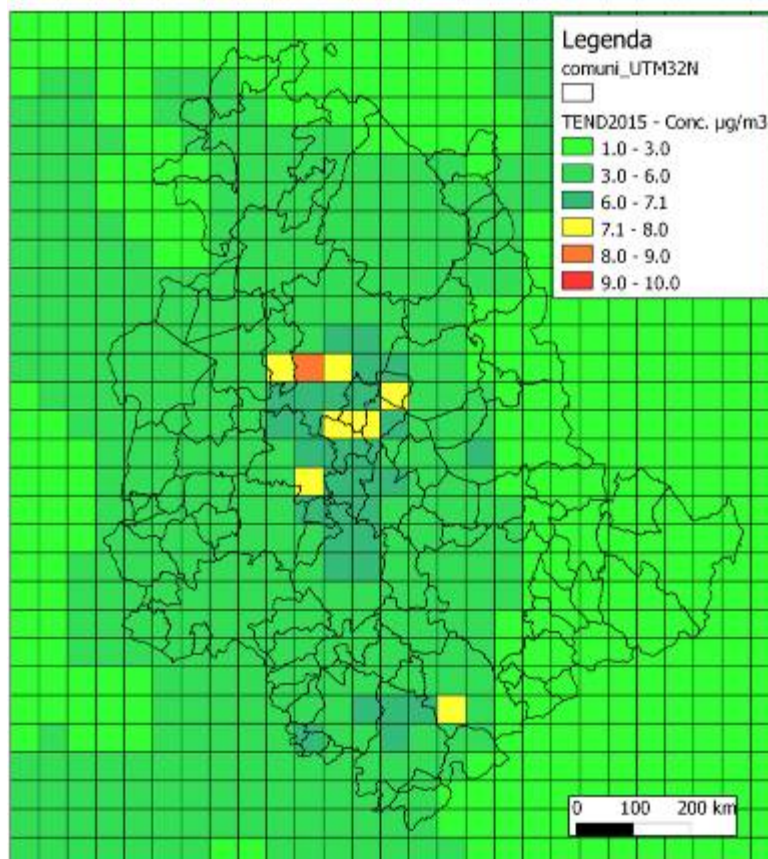 Legenda
comuni_UTM32N
TEND2015 - Conc. µg/m3
1.0 - 3.0
3.0 - 6.0
6.0 - 7.1
7.1 - 8.0
8.0 - 9.0
9.0 - 10.0
0 100 200 km